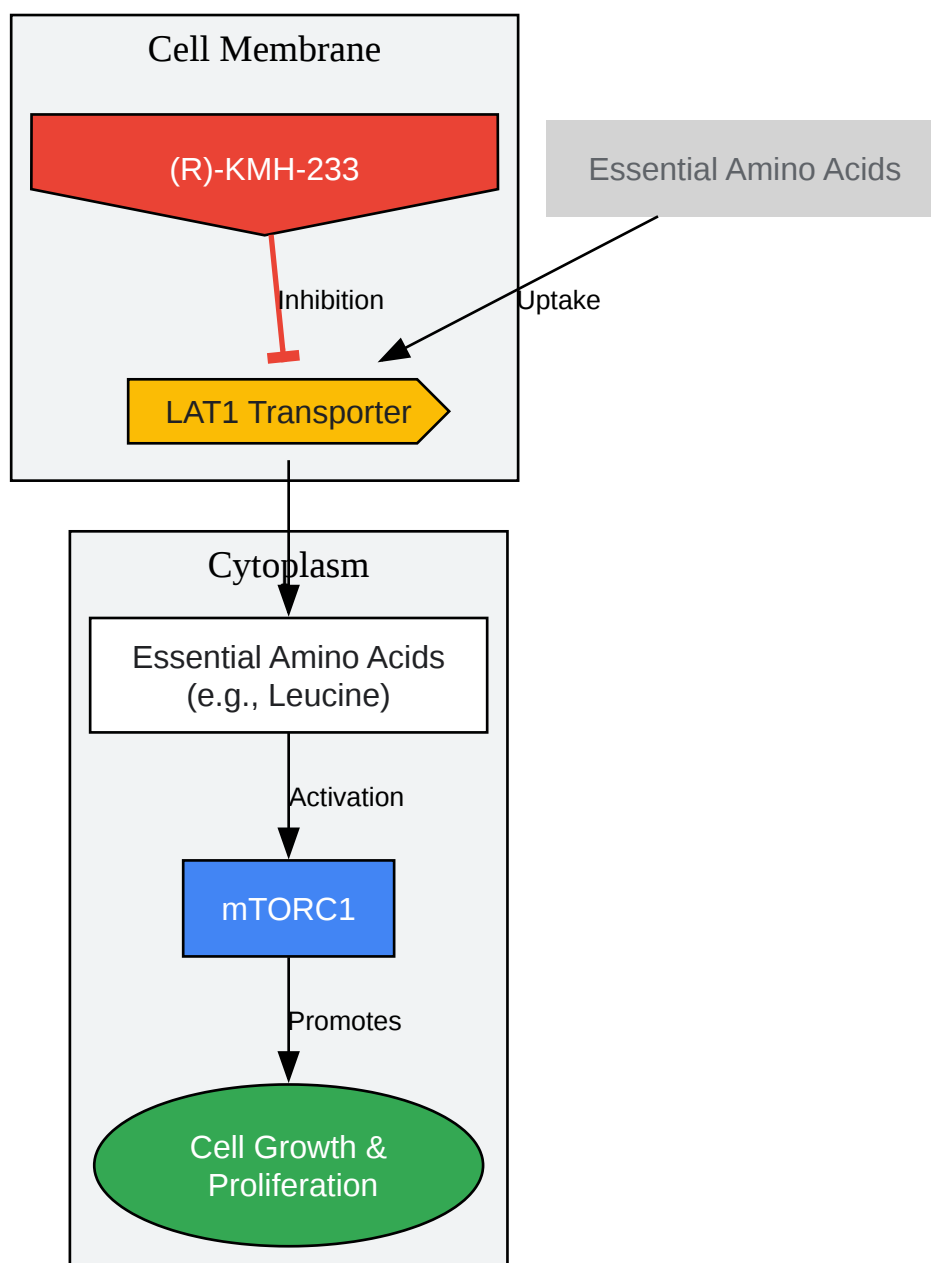 Cell Membrane
(R)-KMH-233
Essential Amino Acids
Inhibition
Uptake
LAT1 Transporter
Cytoplasm
Essential Amino Acids
(e.g., Leucine)
Activation
mTORC1
Promotes
Cell Growth &
Proliferation